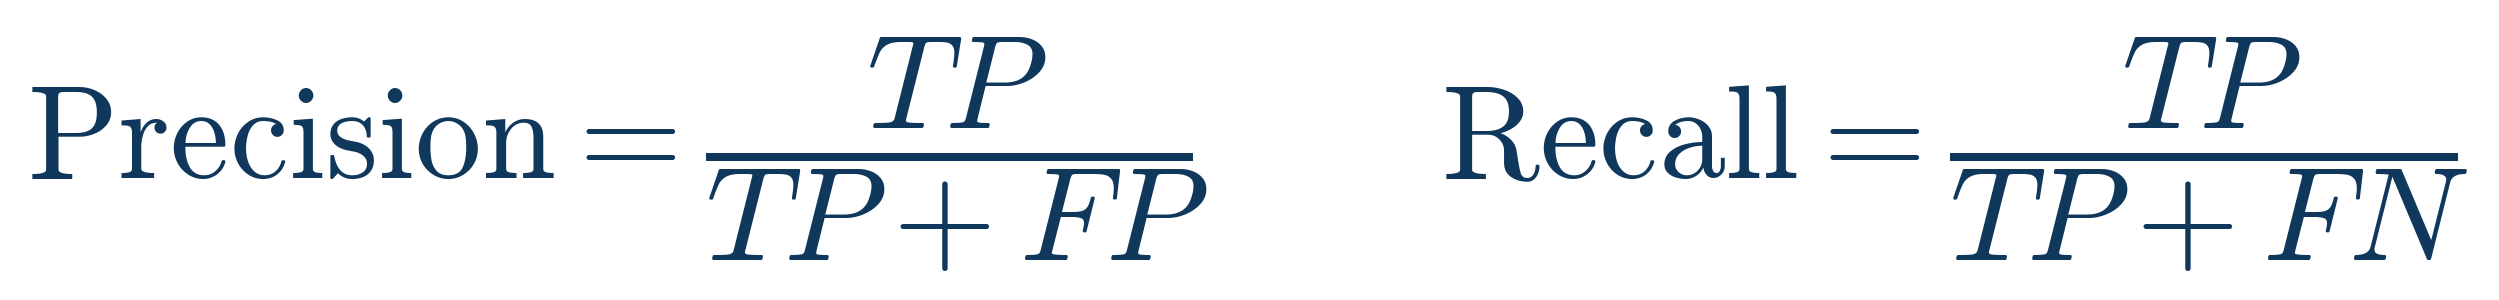 Precision = TP / TP + FP
Recall = TP / TP + FN